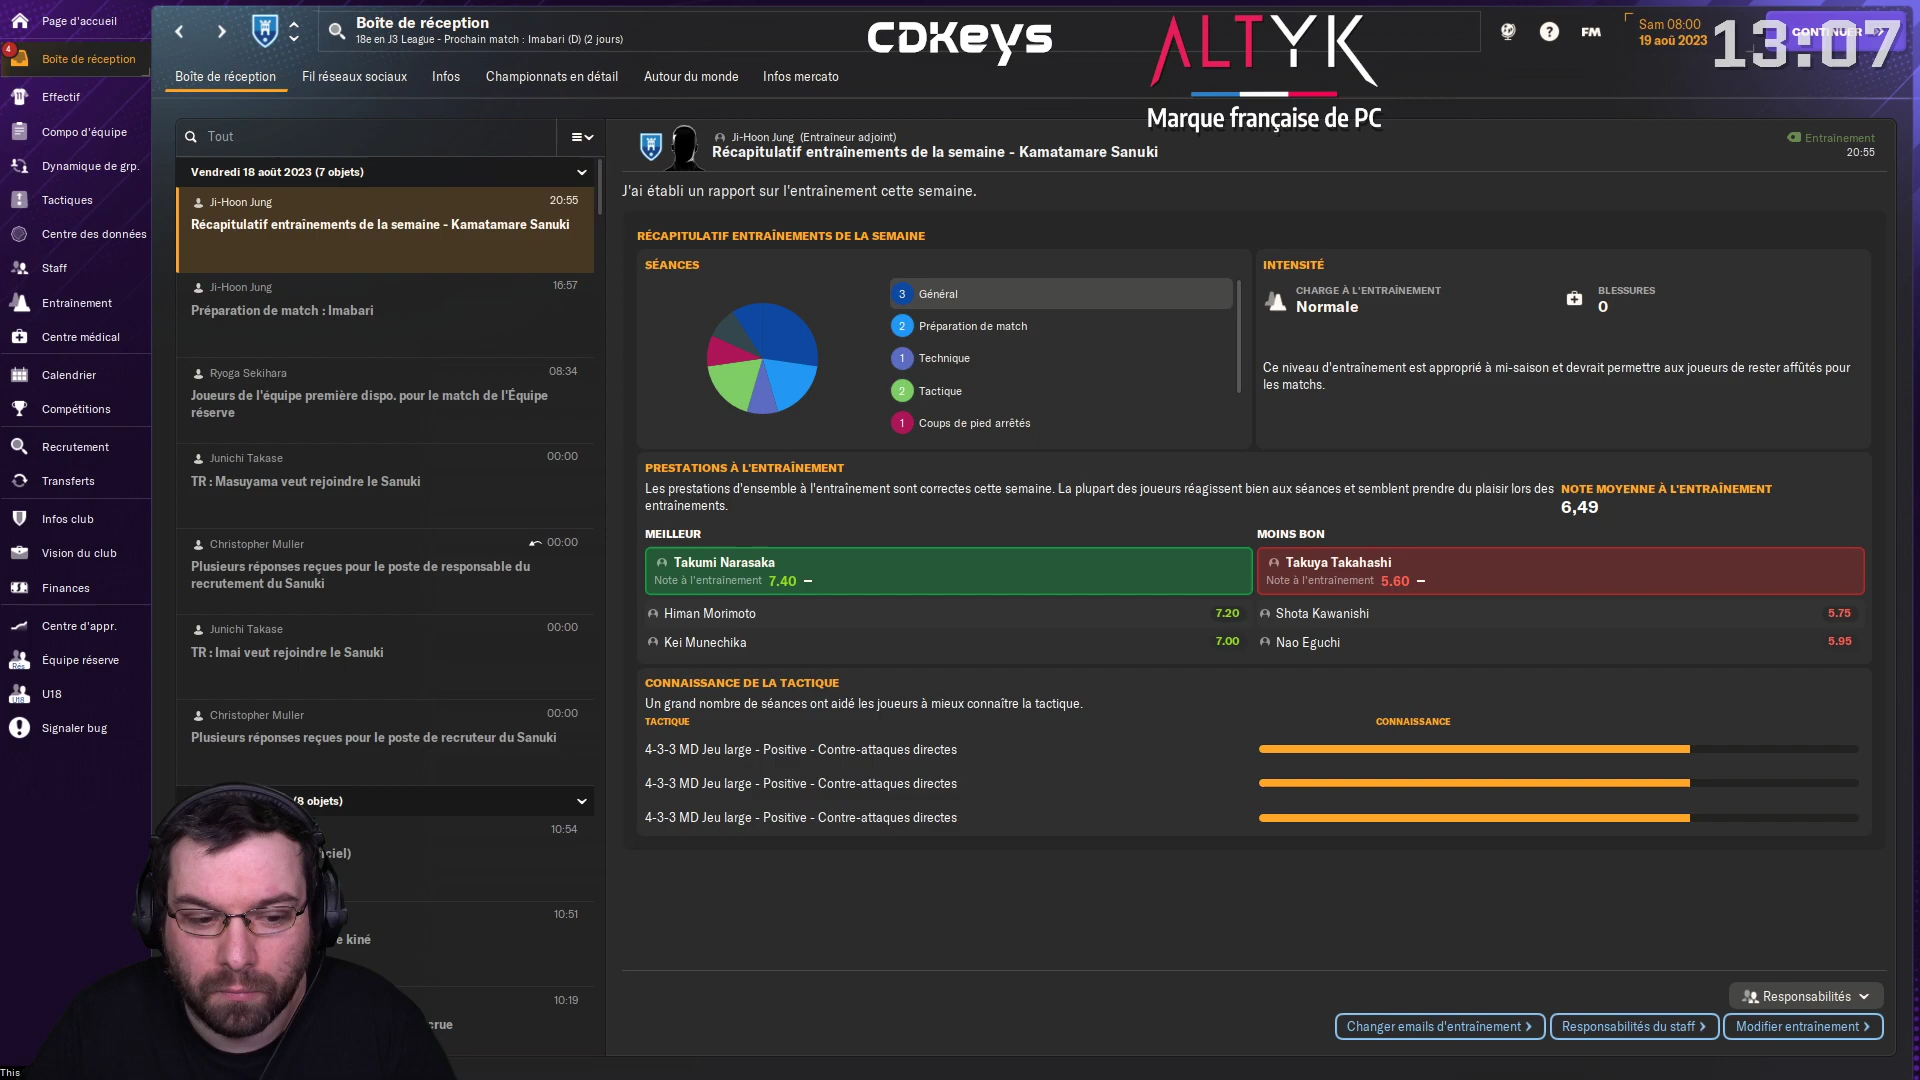 Page d'accueil
4
Boîte de réception
Effectif
Compo d'équipe
Dynamique de grp.
Tactiques
Centre des données
Staff
Entraînement
Centre médical
Calendrier
Compétitions
Recrutement
Transferts
Infos club
Vision du club
Finances
Centre d'appr.
Équipe réserve
U18
Signaler bug
This
Boîte de réception
18e en J3 League - Prochain match : Imabari (D) (2 jours)
CDKeys
ALTYK
Marque française de PC
?
FM
Sam 08:00
19 aoû 2023
CONTINUER
13:07
Boîte de réception
Fil réseaux sociaux
Infos
Championnats en détail
Autour du monde
Infos mercato
Tout
Vendredi 18 août 2023 (7 objets)
Ji-Hoon Jung
20:55
Récapitulatif entraînements de la semaine - Kamatamare Sanuki
Ji-Hoon Jung
16:57
Préparation de match : Imabari
Ryoga Sekihara
08:34
Joueurs de l'équipe première dispo. pour le match de l'Équipe
réserve
Junichi Takase
00:00
TR : Masuyama veut rejoindre le Sanuki
Christopher Muller
00:00
Plusieurs réponses reçues pour le poste de responsable du
recrutement du Sanuki
Junichi Takase
00:00
TR : Imai veut rejoindre le Sanuki
Christopher Muller
00:00
Plusieurs réponses reçues pour le poste de recruteur du Sanuki
(8 objets)
10:54
10:51
kiné
10:19
Ji-Hoon Jung (Entraîneur adjoint)
Récapitulatif entraînements de la semaine - Kamatamare Sanuki
Entraînement
20:55
J'ai établi un rapport sur l'entraînement cette semaine.
RÉCAPITULATIF ENTRAÎNEMENTS DE LA SEMAINE
SÉANCES
3 Général
2 Préparation de match
1 Technique
2 Tactique
1 Coups de pied arrêtés
INTENSITÉ
CHARGE À L'ENTRAÎNEMENT
Normale
BLESSURES
0
Ce niveau d'entraînement est approprié à mi-saison et devrait permettre aux joueurs de rester affûtés pour
les matchs.
PRESTATIONS À L'ENTRAÎNEMENT
Les prestations d'ensemble à l'entraînement sont correctes cette semaine. La plupart des joueurs réagissent bien aux séances et semblent prendre du plaisir lors des
entraînements.
NOTE MOYENNE À L'ENTRAÎNEMENT
6,49
MEILLEUR
Takumi Narasaka
Note à l'entraînement 7.40 –
Himan Morimoto 7.20
Kei Munechika 7.00
MOINS BON
Takuya Takahashi
Note à l'entraînement 5.60 –
Shota Kawanishi 5.75
Nao Eguchi 5.95
CONNAISSANCE DE LA TACTIQUE
Un grand nombre de séances ont aidé les joueurs à mieux connaître la tactique.
TACTIQUE
CONNAISSANCE
4-3-3 MD Jeu large - Positive - Contre-attaques directes
4-3-3 MD Jeu large - Positive - Contre-attaques directes
4-3-3 MD Jeu large - Positive - Contre-attaques directes
Responsabilités
Changer emails d'entraînement
Responsabilités du staff
Modifier entraînement